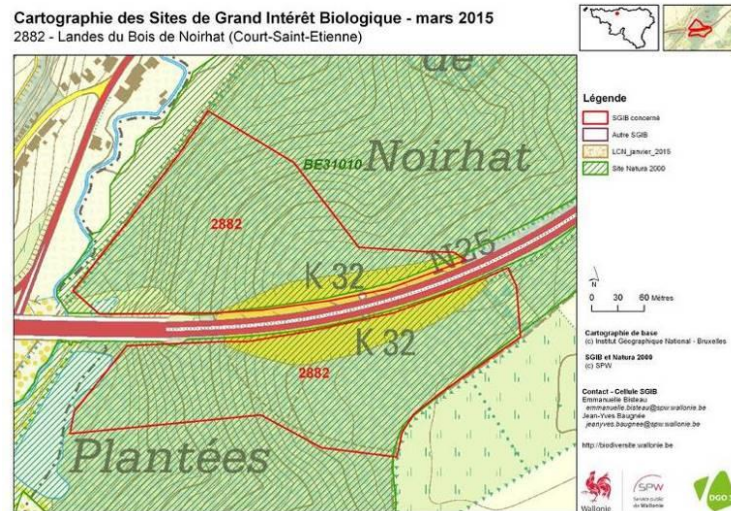 Cartographie des Sites de Grand Intérêt Biologique - mars 2015
2882 - Landes du Bois de Noirhat (Court-Saint-Etienne)
de
Noirhat
BE31010
2882
N25
K 32
K 32
2882
Plantées
Légende
SGIB concerné
Autre SGIB
LCN_janvier_2015
Site Natura 2000
N
0 30 60 Mètres
Cartographie de base
(c) Institut Géographique National - Bruxelles
SGIB et Natura 2000
(c) SPW
Contact - Cellule SGIB
Emmanuelle Bisteau
emmanuelle.bisteau@spw.wallonie.be
Jean-Yves Baugnée
jeanyves.baugnee@spw.wallonie.be
http://biodiversite.wallonie.be
Wallonie
SPW
Service public
de Wallonie